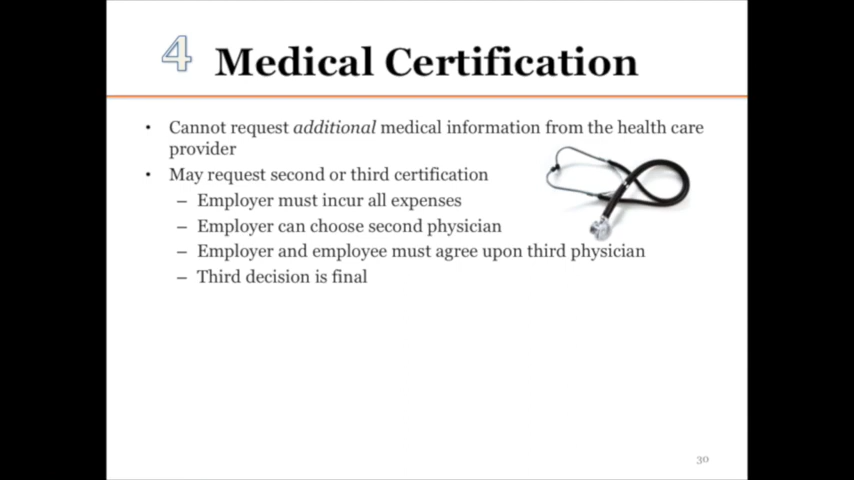 4 Medical Certification
• Cannot request additional medical information from the health care
provider
• May request second or third certification
– Employer must incur all expenses
– Employer can choose second physician
– Employer and employee must agree upon third physician
– Third decision is final
30